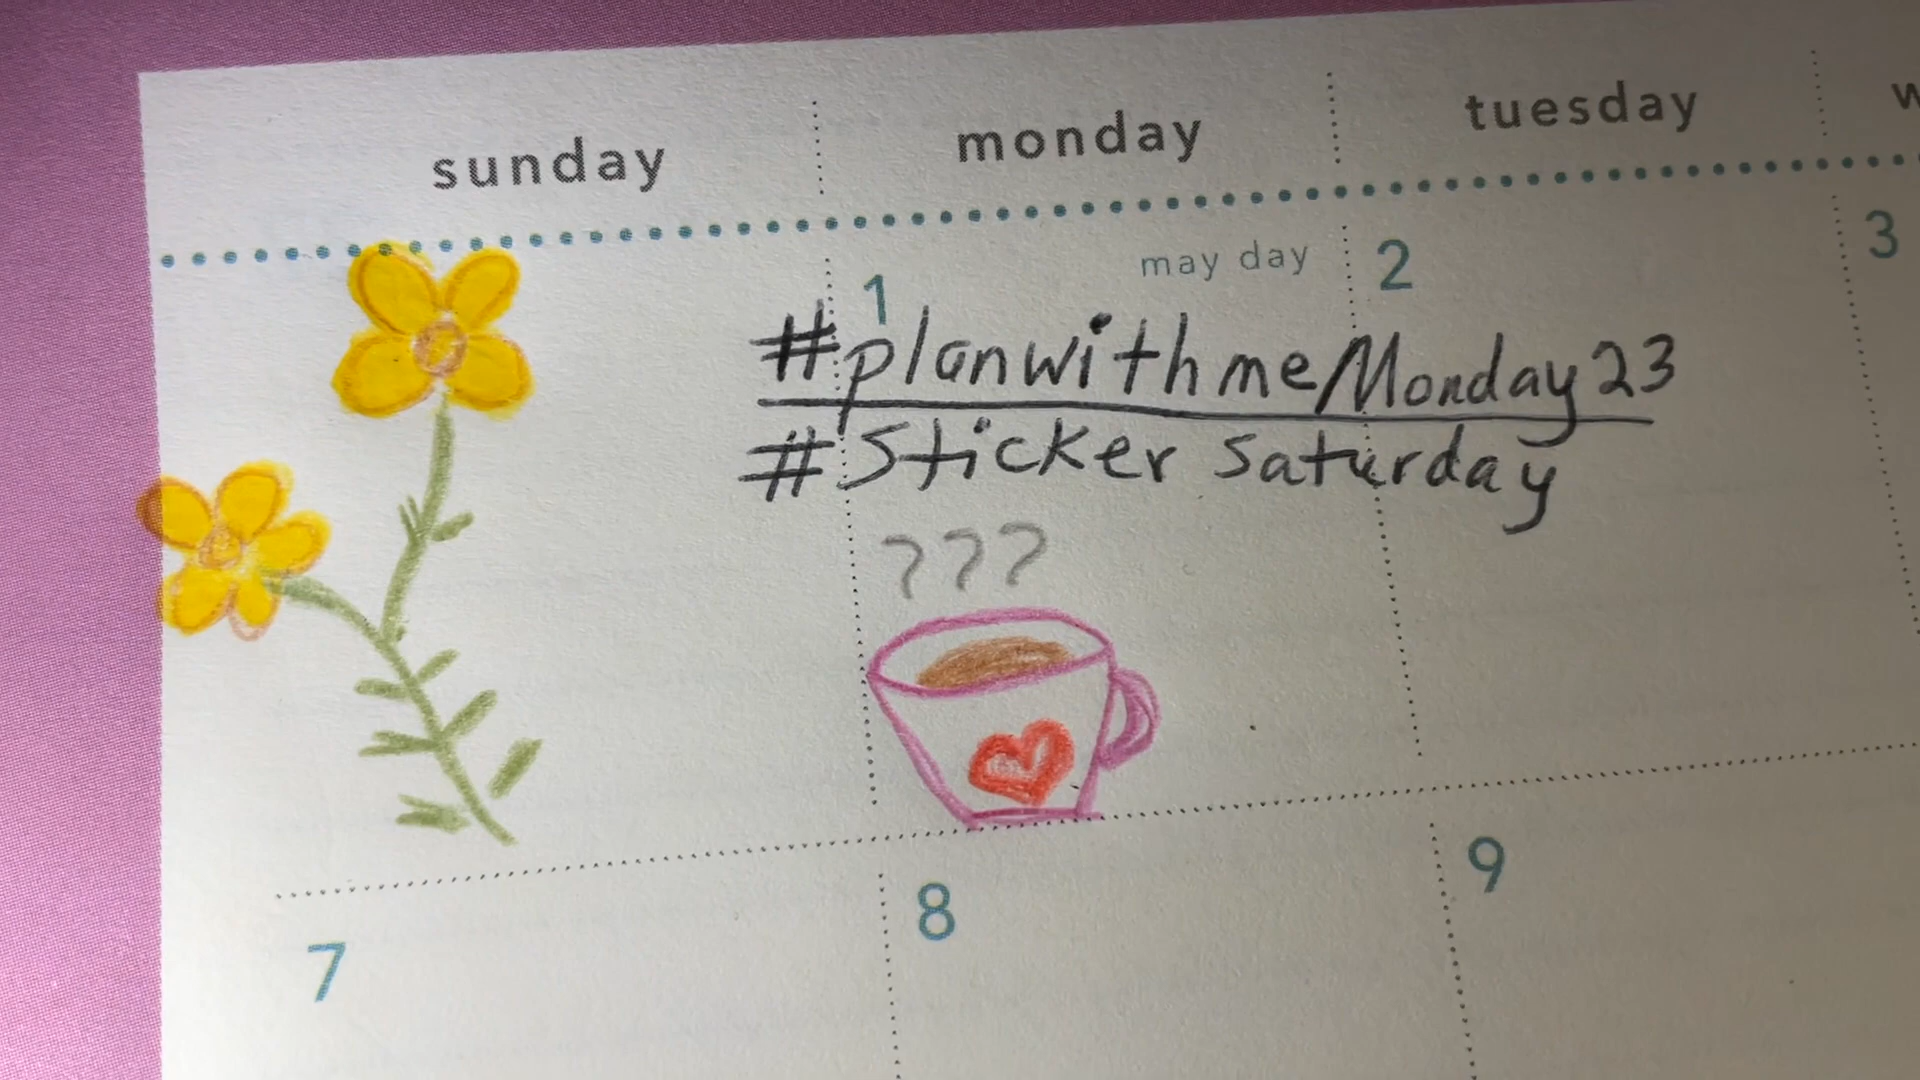 sunday monday tuesday w
1 may day 2 3
#planwithmeMonday23
#Sticker Saturday
???
7 8 9